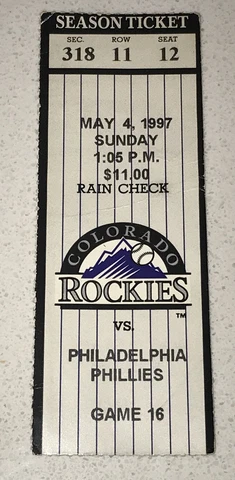 SEASON TICKET
SEC. ROW SEAT
318 11 12
MAY 4, 1997
SUNDAY
1:05 P.M.
$11.00
RAIN CHECK
COLORADO
ROCKIES
TM
VS.
PHILADELPHIA
PHILLIES
GAME 16